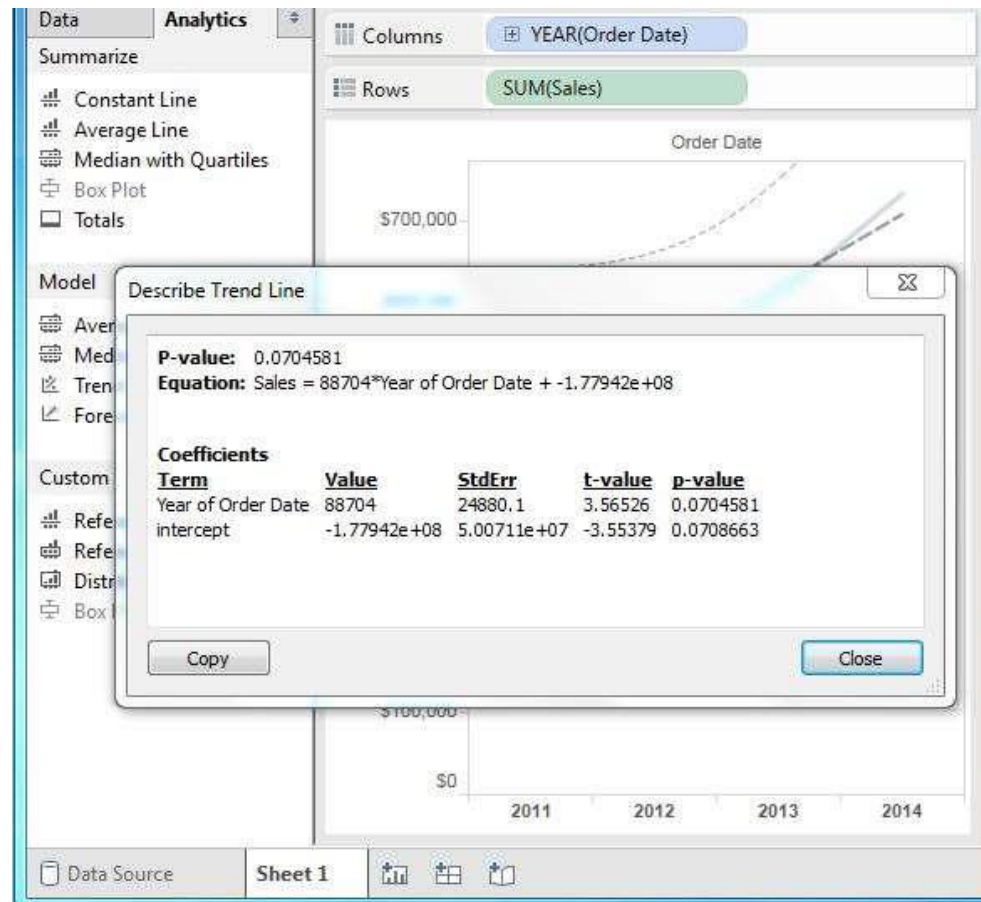 Data Analytics
Columns YEAR(Order Date)
Summarize
Rows SUM(Sales)
Constant Line
Average Line
Median with Quartiles
Box Plot
Totals
Order Date
$700,000
Model
Describe Trend Line
Aver
Med
Tren
Fore
P-value: 0.0704581
Equation: Sales = 88704*Year of Order Date + -1.77942e+08
Coefficients
Custom
Term Value StdErr t-value p-value
Year of Order Date 88704 24880.1 3.56526 0.0704581
intercept -1.77942e+08 5.00711e+07 -3.55379 0.0708663
Refe
Refe
Distr
Box
Copy Close
$100,000
$0
2011 2012 2013 2014
Data Source Sheet 1